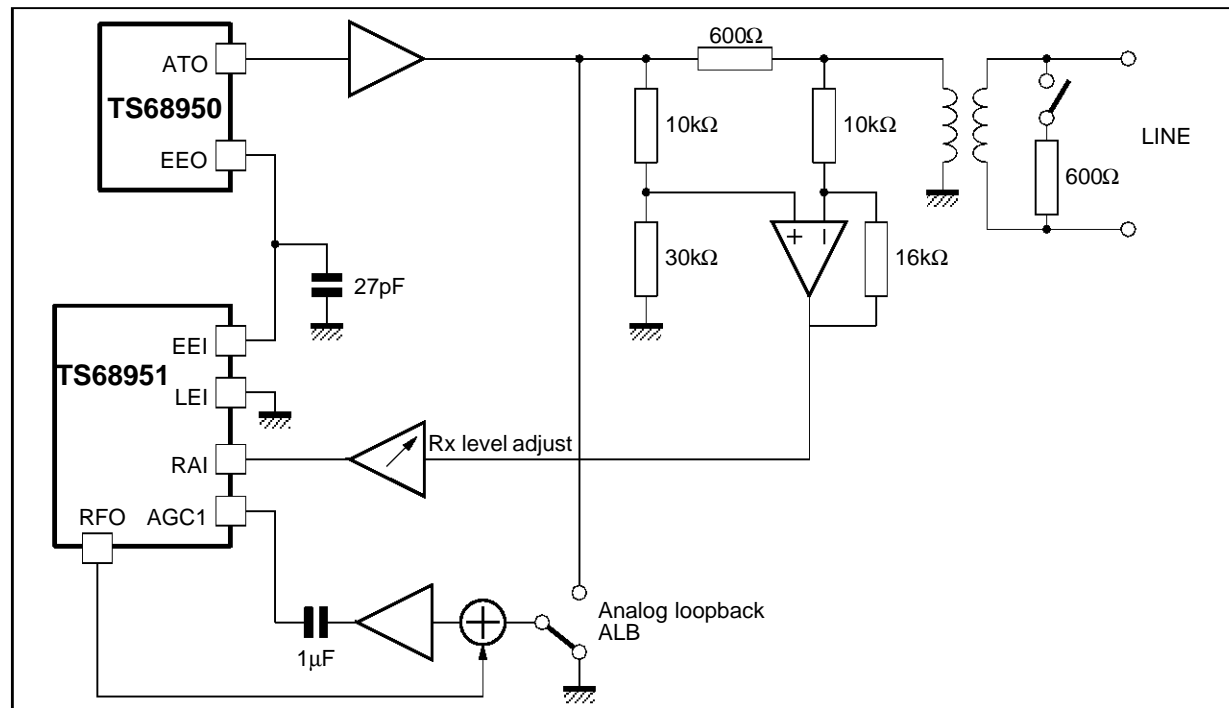 600Ω
ATO
TS68950
10kΩ
10kΩ
LINE
EEO
600Ω
+
−
30kΩ
16kΩ
27pF
EEI
TS68951
LEI
Rx level adjust
RAI
RFO
AGC1
Analog loopback
ALB
1μF